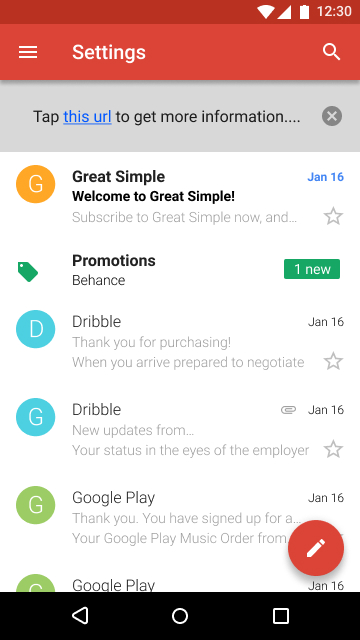 12:30
Settings
Tap this url to get more information....
G
Great Simple
Jan 16
Welcome to Great Simple!
Subscribe to Great Simple now, and...
Promotions
1 new
Behance
D
Dribble
Jan 16
Thank you for purchasing!
When you arrive prepared to negotiate
G
Dribble
Jan 16
New updates from...
Your status in the eyes of the employer
G
Google Play
Jan 16
Thank you. You have signed up for a...
Your Google Play Music Order from...
G
Google Play
Jan 16